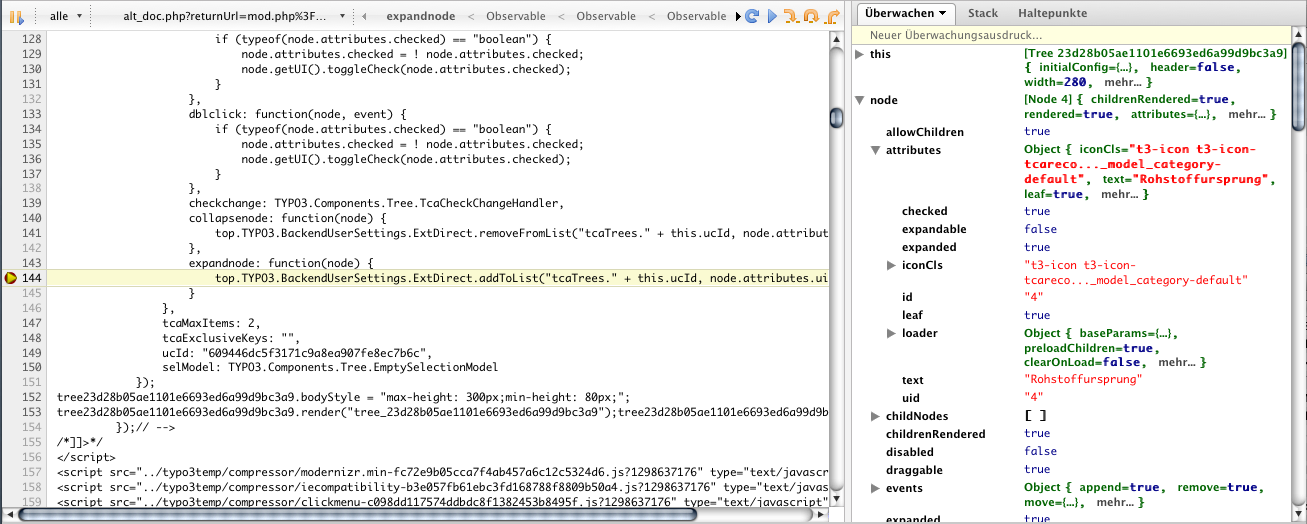 alle
alt_doc.php?returnUrl=mod.php%3F...
expandnode < Observable < Observable < Observable
128 if (typeof(node.attributes.checked) == "boolean") {
129 node.attributes.checked = ! node.attributes.checked;
130 node.getUI().toggleCheck(node.attributes.checked);
131 }
132 },
133 dblclick: function(node, event) {
134 if (typeof(node.attributes.checked) == "boolean") {
135 node.attributes.checked = ! node.attributes.checked;
136 node.getUI().toggleCheck(node.attributes.checked);
137 }
138 },
139 checkchange: TYPO3.Components.Tree.TcaCheckChangeHandler,
140 collapsenode: function(node) {
141 top.TYPO3.BackendUserSettings.ExtDirect.removeFromList("tcaTrees." + this.ucId, node.attribut
142 },
143 expandnode: function(node) {
144 top.TYPO3.BackendUserSettings.ExtDirect.addToList("tcaTrees." + this.ucId, node.attributes.ui
145 }
146 },
147 tcaMaxItems: 2,
148 tcaExclusiveKeys: "",
149 ucId: "609446dc5f3171c9a8ea907fe8ec7b6c",
150 selModel: TYPO3.Components.Tree.EmptySelectionModel
151 });
152 tree23d28b05ae1101e6693ed6a99d9bc3a9.bodyStyle = "max-height: 300px;min-height: 80px;";
153 tree23d28b05ae1101e6693ed6a99d9bc3a9.render("tree_23d28b05ae1101e6693ed6a99d9bc3a9");tree23d28b05ae1101e6693ed6a99d9b
154 });// -->
155 /*]]>*/
156 </script>
157 <script src="../typo3temp/compressor/modernizr.min-fc72e9b05cca7f4ab457a6c12c5324d6.js?1298637176" type="text/javascr
158 <script src="../typo3temp/compressor/iecompatibility-b3e057fb61ebc3fd168788f8809b50a4.js?1298637176" type="text/javas
159 <script src="../typo3temp/compressor/clickmenu-c098dd117574ddbdc8f1382453b8495f.js?1298637176" type="text/javascript"
Überwachen Stack Haltepunkte
Neuer Überwachungsausdruck...
this [Tree 23d28b05ae1101e6693ed6a99d9bc3a9]
{ initialConfig={...}, header=false,
width=280, mehr... }
node [Node 4] { childrenRendered=true,
rendered=true, attributes={...}, mehr... }
allowChildren true
attributes Object { iconCls="t3-icon t3-icon-
tcareco..._model_category-
default", text="Rohstoffursprung",
leaf=true, mehr... }
checked true
expandable false
expanded true
iconCls "t3-icon t3-icon-
tcareco..._model_category-default"
id "4"
leaf true
loader Object { baseParams={...},
preloadChildren=true,
clearOnLoad=false, mehr... }
text "Rohstoffursprung"
uid "4"
childNodes [ ]
childrenRendered true
disabled false
draggable true
events Object { append=true, remove=true,
move={...}, mehr... }
expanded true